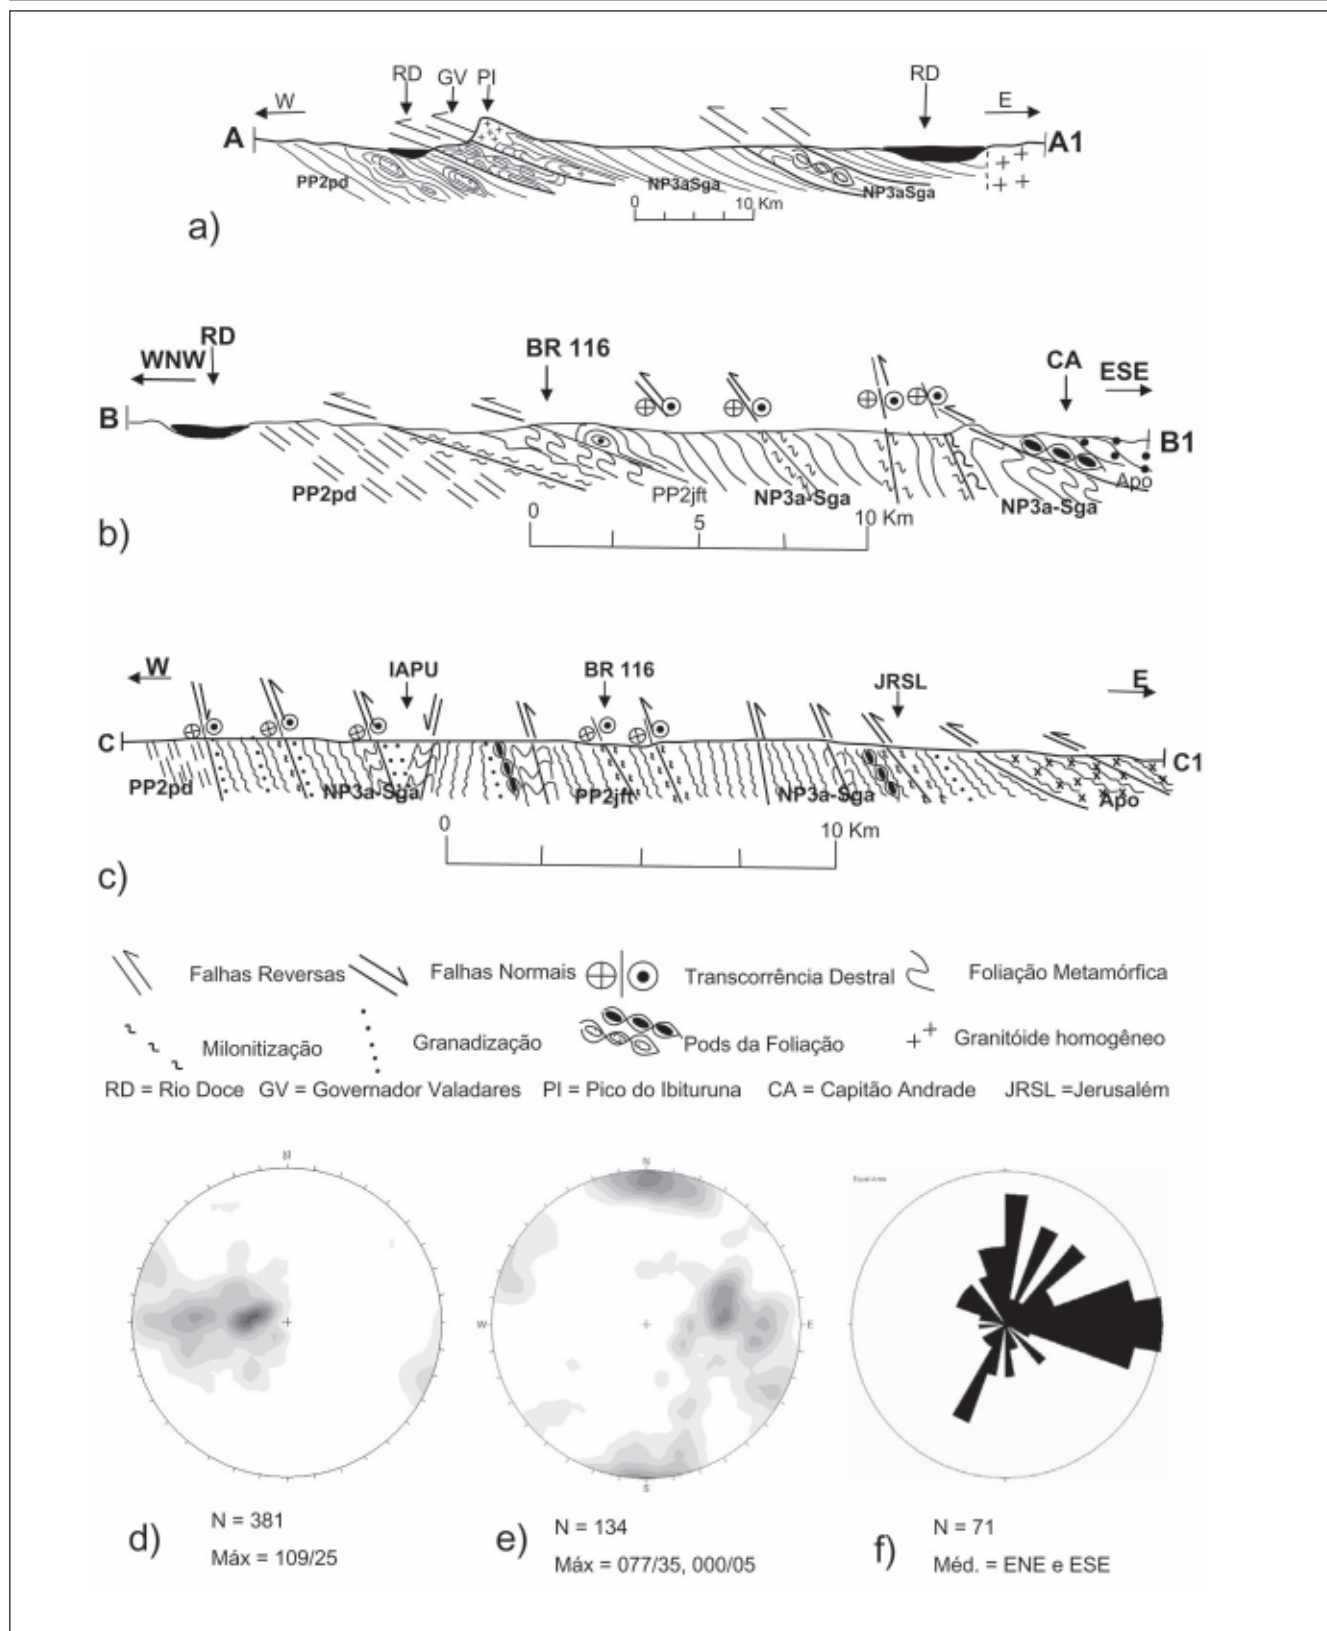 RD GV PI RD
W E
A A1
PP2pd NP3aSga NP3aSga
0 10 Km
a)
RD BR 116 CA
WNW ESE
B B1
PP2pd PP2jft NP3a-Sga NP3a-Sga Apo
0 5 10 Km
b)
W IAPU BR 116 JRSL E
C C1
PP2pd NP3a-Sga PP2jft NP3a-Sga Apo
0 10 Km
c)
Falhas Reversas Falhas Normais Transcorrência Destral Foliação Metamórfica
Milonitização Granadização Pods da Foliação Granitóide homogêneo
RD = Rio Doce GV = Governador Valadares PI = Pico do Ibituruna CA = Capitão Andrade JRSL =Jerusalém
N N Equal Area
W E
S
d) N = 381
Máx = 109/25
e) N = 134
Máx = 077/35, 000/05
f) N = 71
Méd. = ENE e ESE